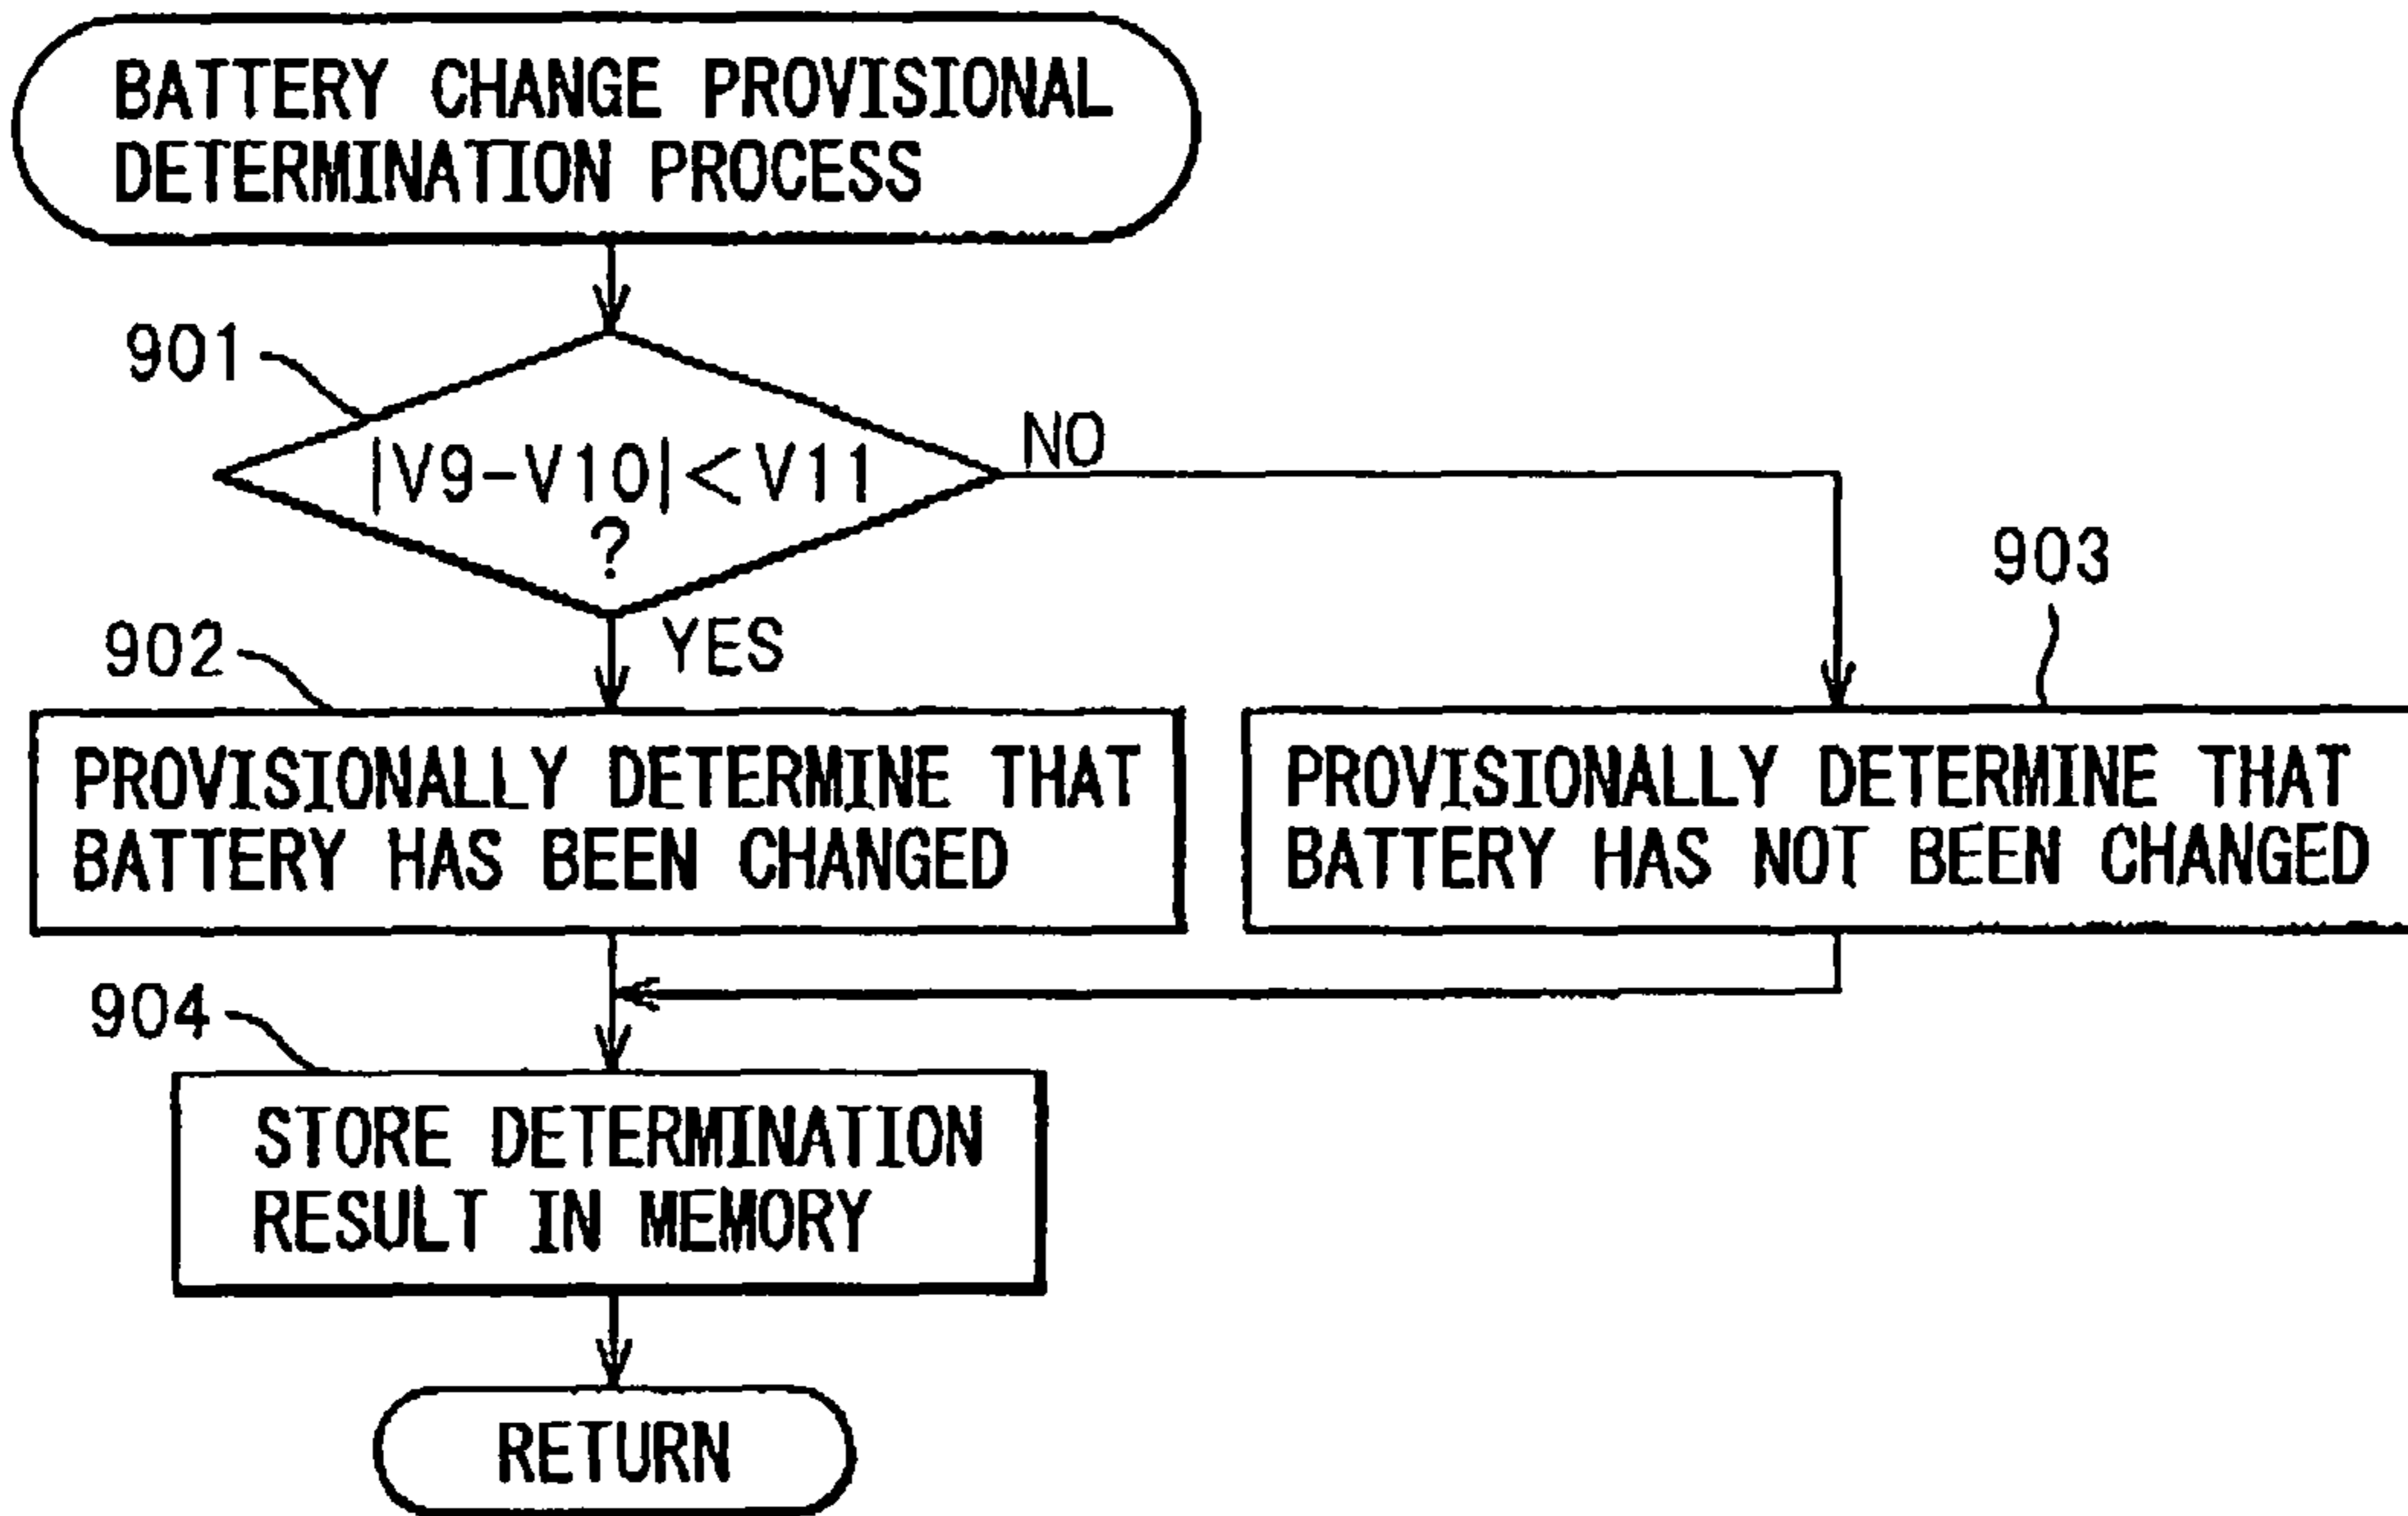 BATTERY CHANGE PROVISIONAL
DETERMINATION PROCESS
901
|V9-V10|<V11
?
NO
YES
902
PROVISIONALLY DETERMINE THAT
BATTERY HAS BEEN CHANGED
903
PROVISIONALLY DETERMINE THAT
BATTERY HAS NOT BEEN CHANGED
904
STORE DETERMINATION
RESULT IN MEMORY
RETURN